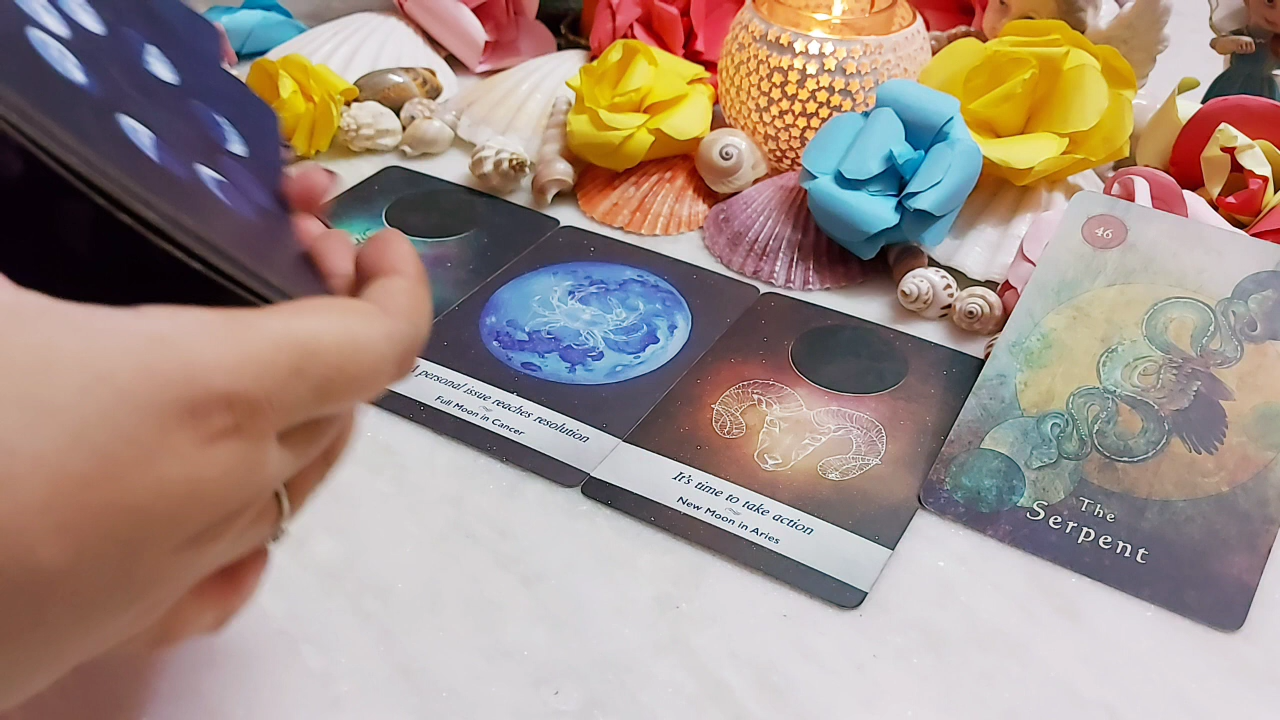 personal issue reaches resolution
Full Moon in Cancer
It's time to take action
New Moon in Aries
46
The
Serpent